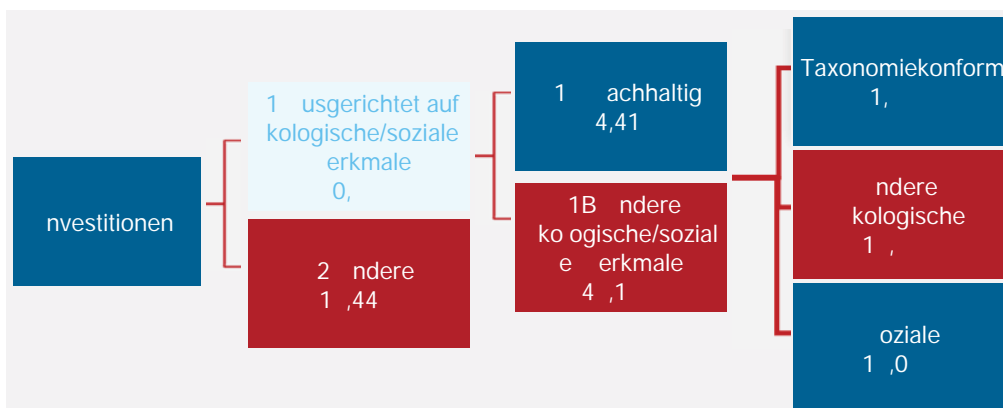 nvestitionen
1 usgerichtet auf
kologische/soziale
erkmale
0,
2 ndere
1 ,44
1 achhaltig
4,41
1B ndere
ko ogische/sozial
e erkmale
4 ,1
Taxonomiekonform
1,
ndere
kologische
1 ,
oziale
1 ,0